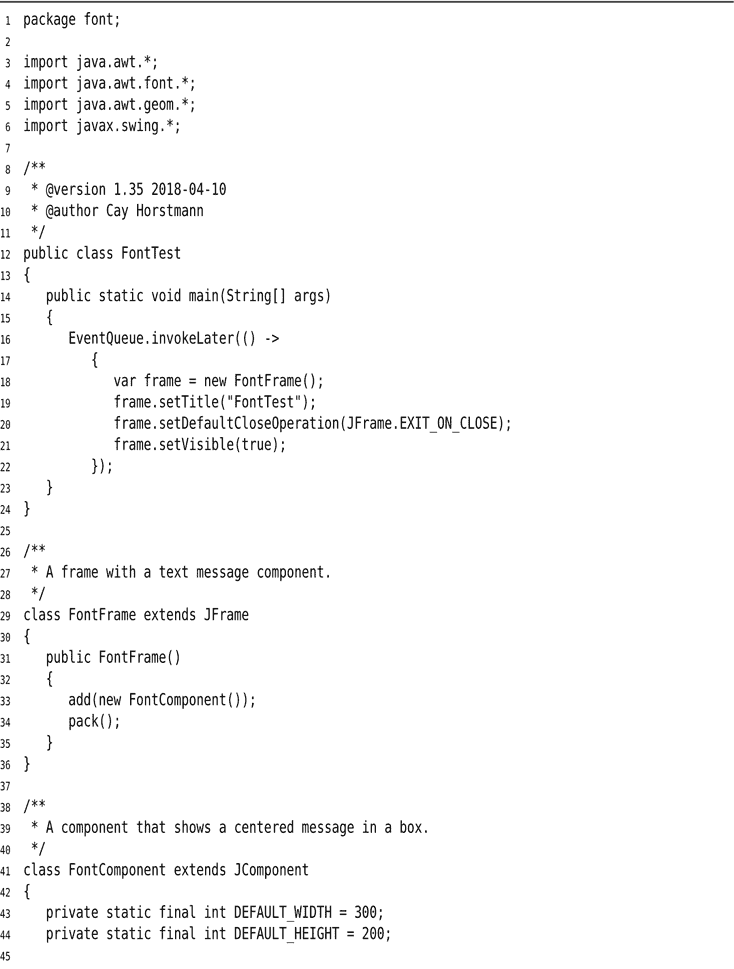 1 package font;
2
3 import java.awt.*;
4 import java.awt.font.*;
5 import java.awt.geom.*;
6 import javax.swing.*;
7
8 /**
9  * @version 1.35 2018-04-10
10  * @author Cay Horstmann
11  */
12 public class FontTest
13 {
14    public static void main(String[] args)
15    {
16       EventQueue.invokeLater(() ->
17          {
18             var frame = new FontFrame();
19             frame.setTitle("FontTest");
20             frame.setDefaultCloseOperation(JFrame.EXIT_ON_CLOSE);
21             frame.setVisible(true);
22          });
23    }
24 }
25
26 /**
27  * A frame with a text message component.
28  */
29 class FontFrame extends JFrame
30 {
31    public FontFrame()
32    {
33       add(new FontComponent());
34       pack();
35    }
36 }
37
38 /**
39  * A component that shows a centered message in a box.
40  */
41 class FontComponent extends JComponent
42 {
43    private static final int DEFAULT_WIDTH = 300;
44    private static final int DEFAULT_HEIGHT = 200;
45